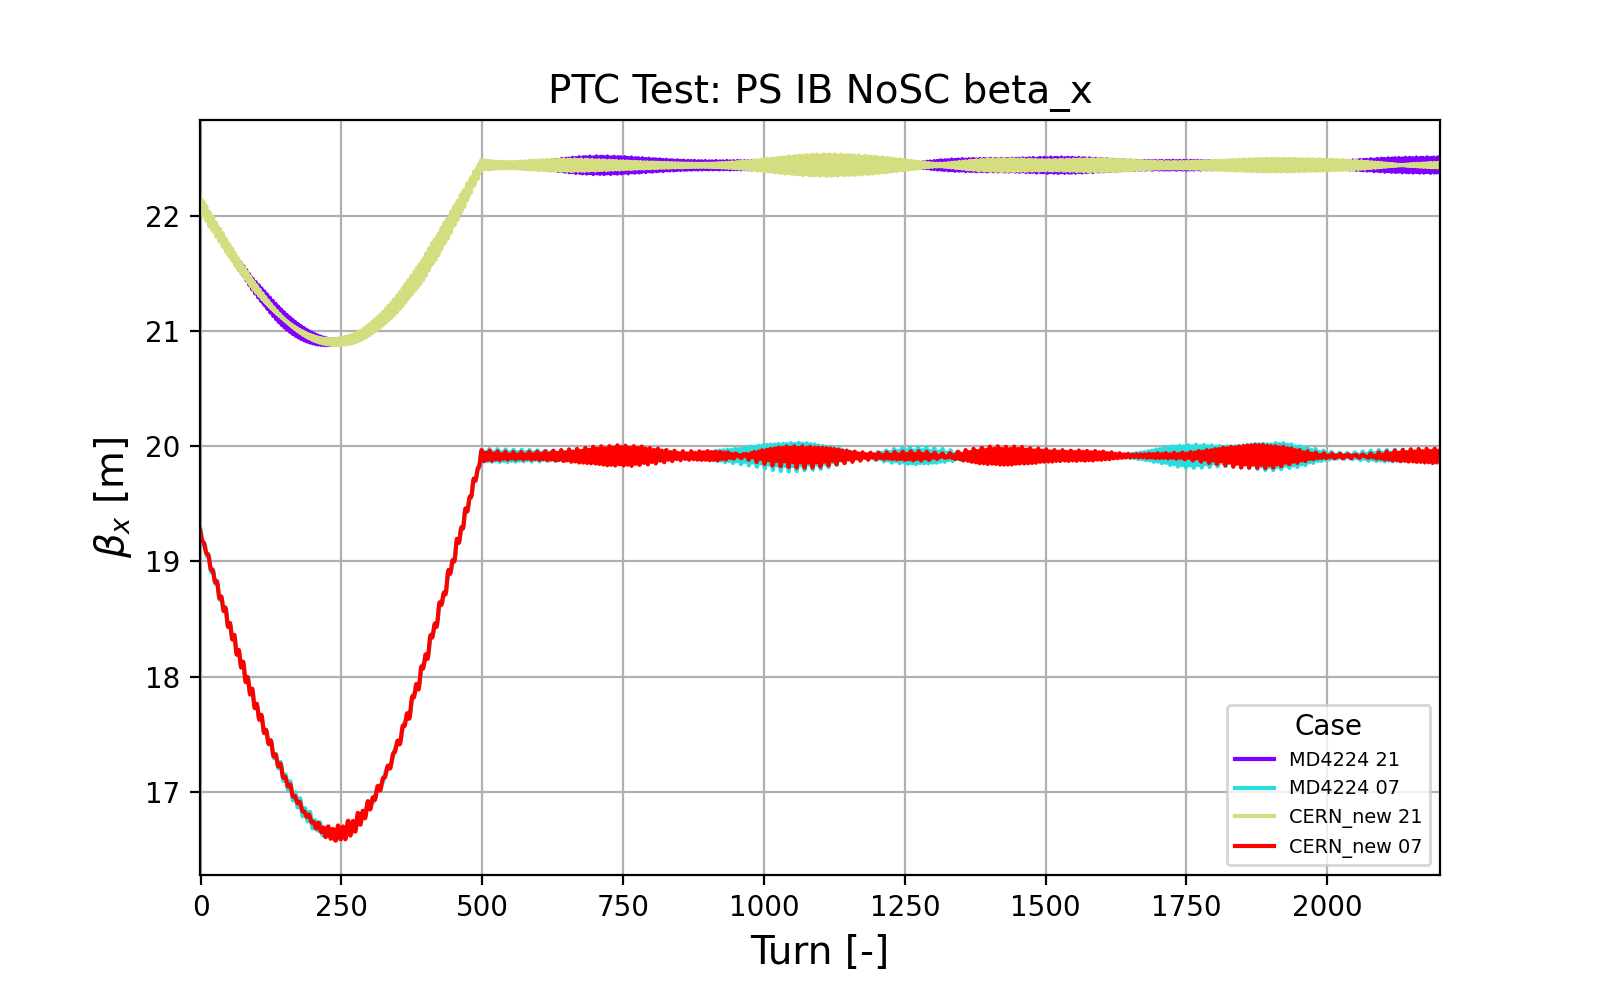 PTC Test: PS IB NoSC beta_x
βx [m]
22
21
20
19
18
17
0 250 500 750 1000 1250 1500 1750 2000
Turn [-]
Case
MD4224 21
MD4224 07
CERN_new 21
CERN_new 07